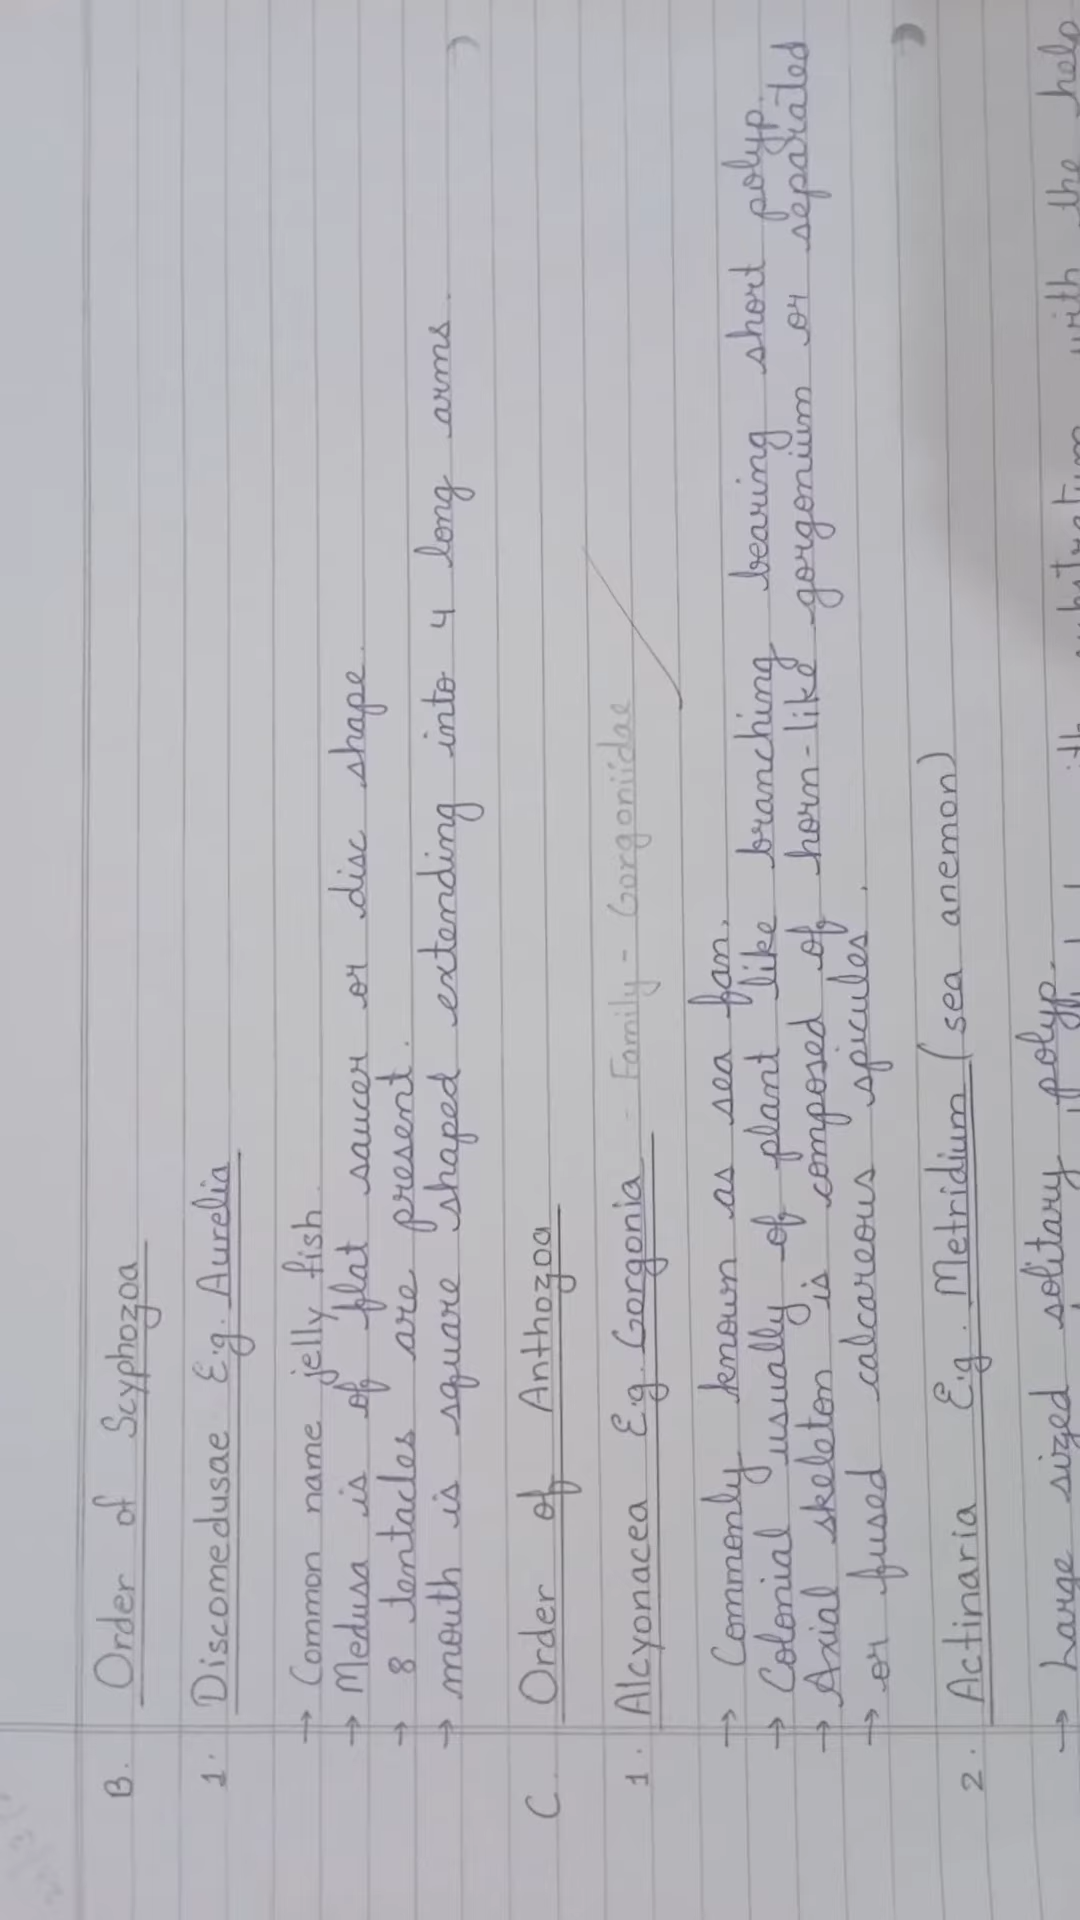 B. Order of Scyphozoa
1. Discomedusae E.g. Aurelia
→ Common name jelly fish.
→ Medusa is of flat saucer or disc shape.
→ 8 tentacles are present.
→ mouth is square shaped extending into 4 long arms.
C. Order of Anthozoa
1. Alcyonacea E.g. Gorgonia - Family - Gorgoniidae
→ Commonly known as sea fan.
→ Colonial usually of plant like branching bearing short polyp.
→ Axial skeleton is composed of horn-like gorgonium or separated
→ or fused calcareous spicules.
2. Actinaria E.g. Metridium (sea anemon)
→ Large sized solitary polyp.
with the help